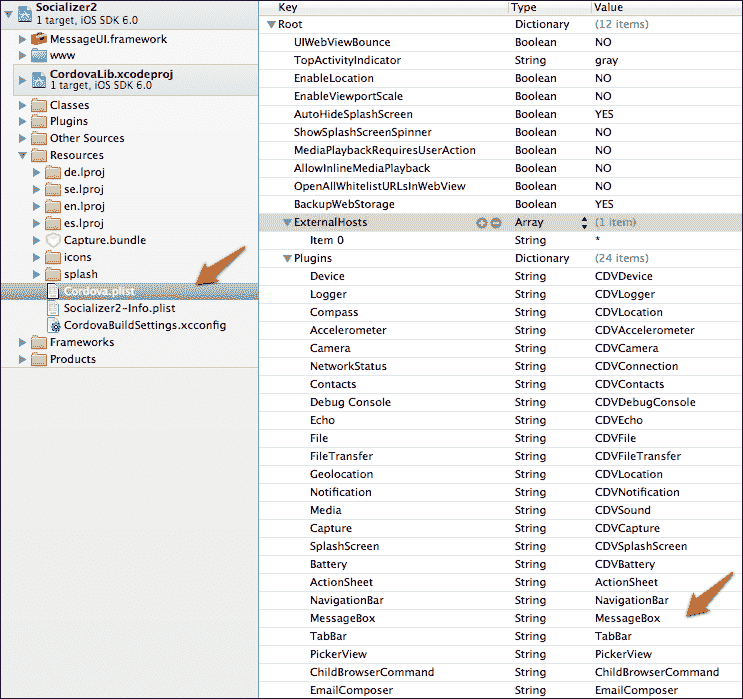 Socializer2
1 target, iOS SDK 6.0
MessageUI.framework
www
CordovaLib.xcodeproj
1 target, iOS SDK 6.0
Classes
Plugins
Other Sources
Resources
de.lproj
se.lproj
en.lproj
es.lproj
Capture.bundle
icons
splash
Cordova.plist
Socializer2-Info.plist
CordovaBuildSettings.xcconfig
Frameworks
Products
Key Type Value
Root Dictionary (12 items)
UIWebViewBounce Boolean NO
TopActivityIndicator String gray
EnableLocation Boolean NO
EnableViewportScale Boolean NO
AutoHideSplashScreen Boolean YES
ShowSplashScreenSpinner Boolean NO
MediaPlaybackRequiresUserAction Boolean NO
AllowInlineMediaPlayback Boolean NO
OpenAllWhitelistURLsInWebView Boolean NO
BackupWebStorage Boolean YES
ExternalHosts Array (1 item)
Item 0 String *
Plugins Dictionary (24 items)
Device String CDVDevice
Logger String CDVLogger
Compass String CDVLocation
Accelerometer String CDVAccelerometer
Camera String CDVCamera
NetworkStatus String CDVConnection
Contacts String CDVContacts
Debug Console String CDVDebugConsole
Echo String CDVEcho
File String CDVFile
FileTransfer String CDVFileTransfer
Geolocation String CDVLocation
Notification String CDVNotification
Media String CDVSound
Capture String CDVCapture
SplashScreen String CDVSplashScreen
Battery String CDVBattery
ActionSheet String ActionSheet
NavigationBar String NavigationBar
MessageBox String MessageBox
TabBar String TabBar
PickerView String PickerView
ChildBrowserCommand String ChildBrowserCommand
EmailComposer String EmailComposer